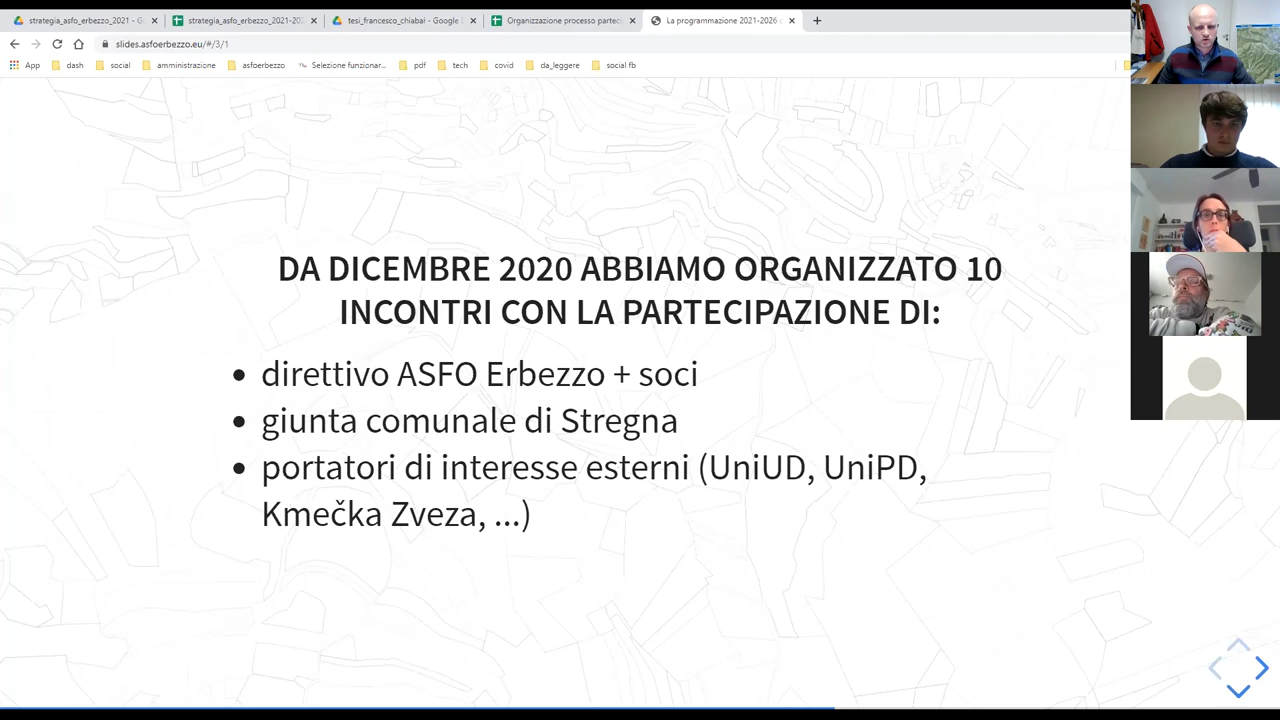 strategia_asfo_erbezzo_2021 - G
strategia_asfo_erbezzo_2021-202
tesi_francesco_chiabai - Google D
Organizzazione processo partec
La programmazione 2021-2026 d
slides.asfoerbezzo.eu/#/3/1
App
dash
social
amministrazione
asfoerbezzo
Selezione funzionar...
pdf
tech
covid
da_leggere
social fb
DA DICEMBRE 2020 ABBIAMO ORGANIZZATO 10
INCONTRI CON LA PARTECIPAZIONE DI:
• direttivo ASFO Erbezzo + soci
• giunta comunale di Stregna
• portatori di interesse esterni (UniUD, UniPD,
Kmečka Zveza, ...)